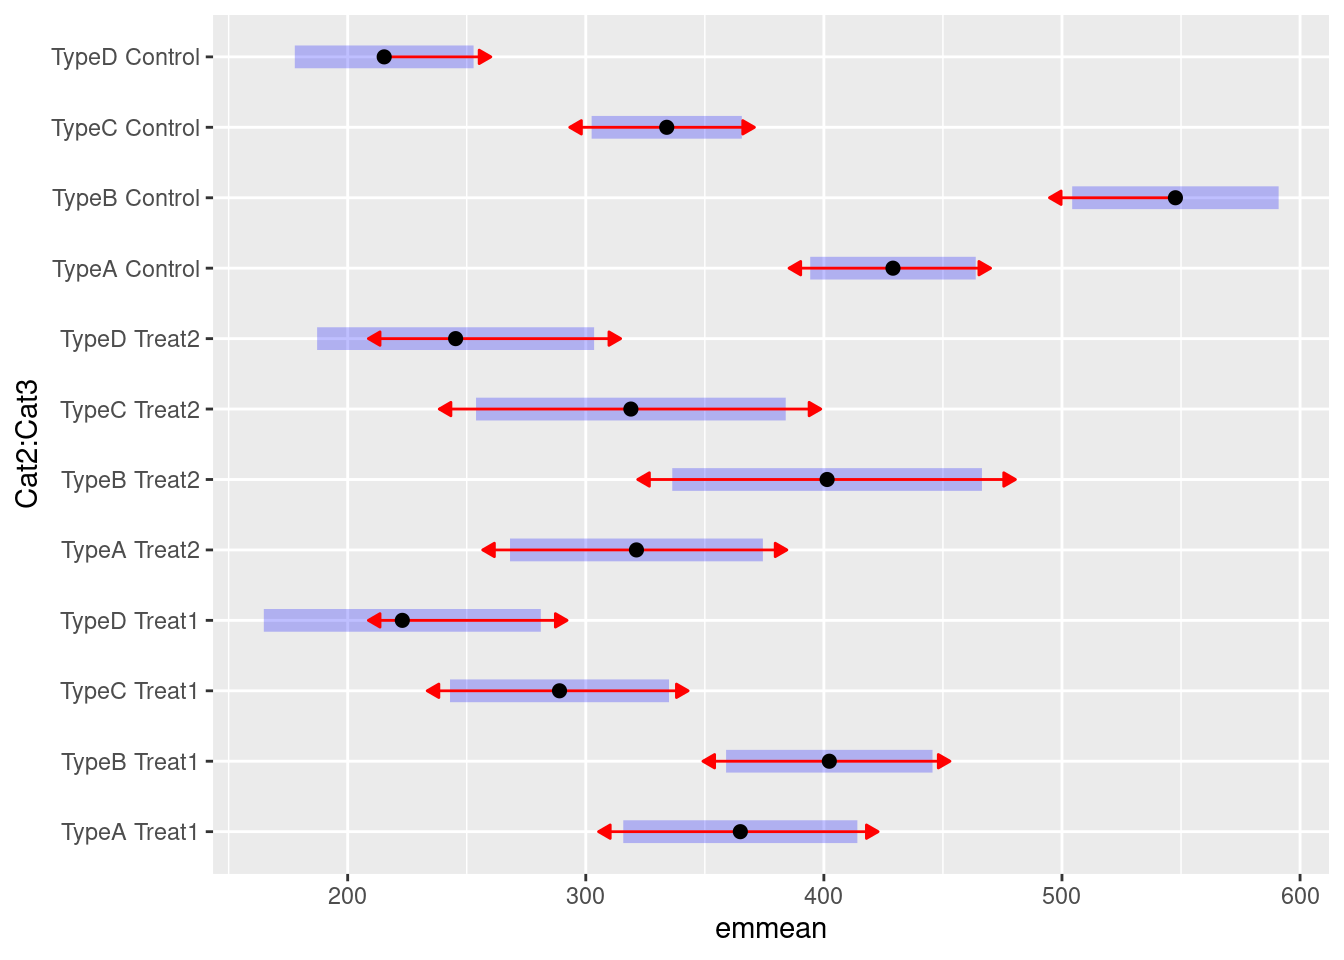 TypeD Control
TypeC Control
TypeB Control
TypeA Control
TypeD Treat2
TypeC Treat2
TypeB Treat2
TypeA Treat2
TypeD Treat1
TypeC Treat1
TypeB Treat1
TypeA Treat1
Cat2:Cat3
200 300 400 500 600
emmean